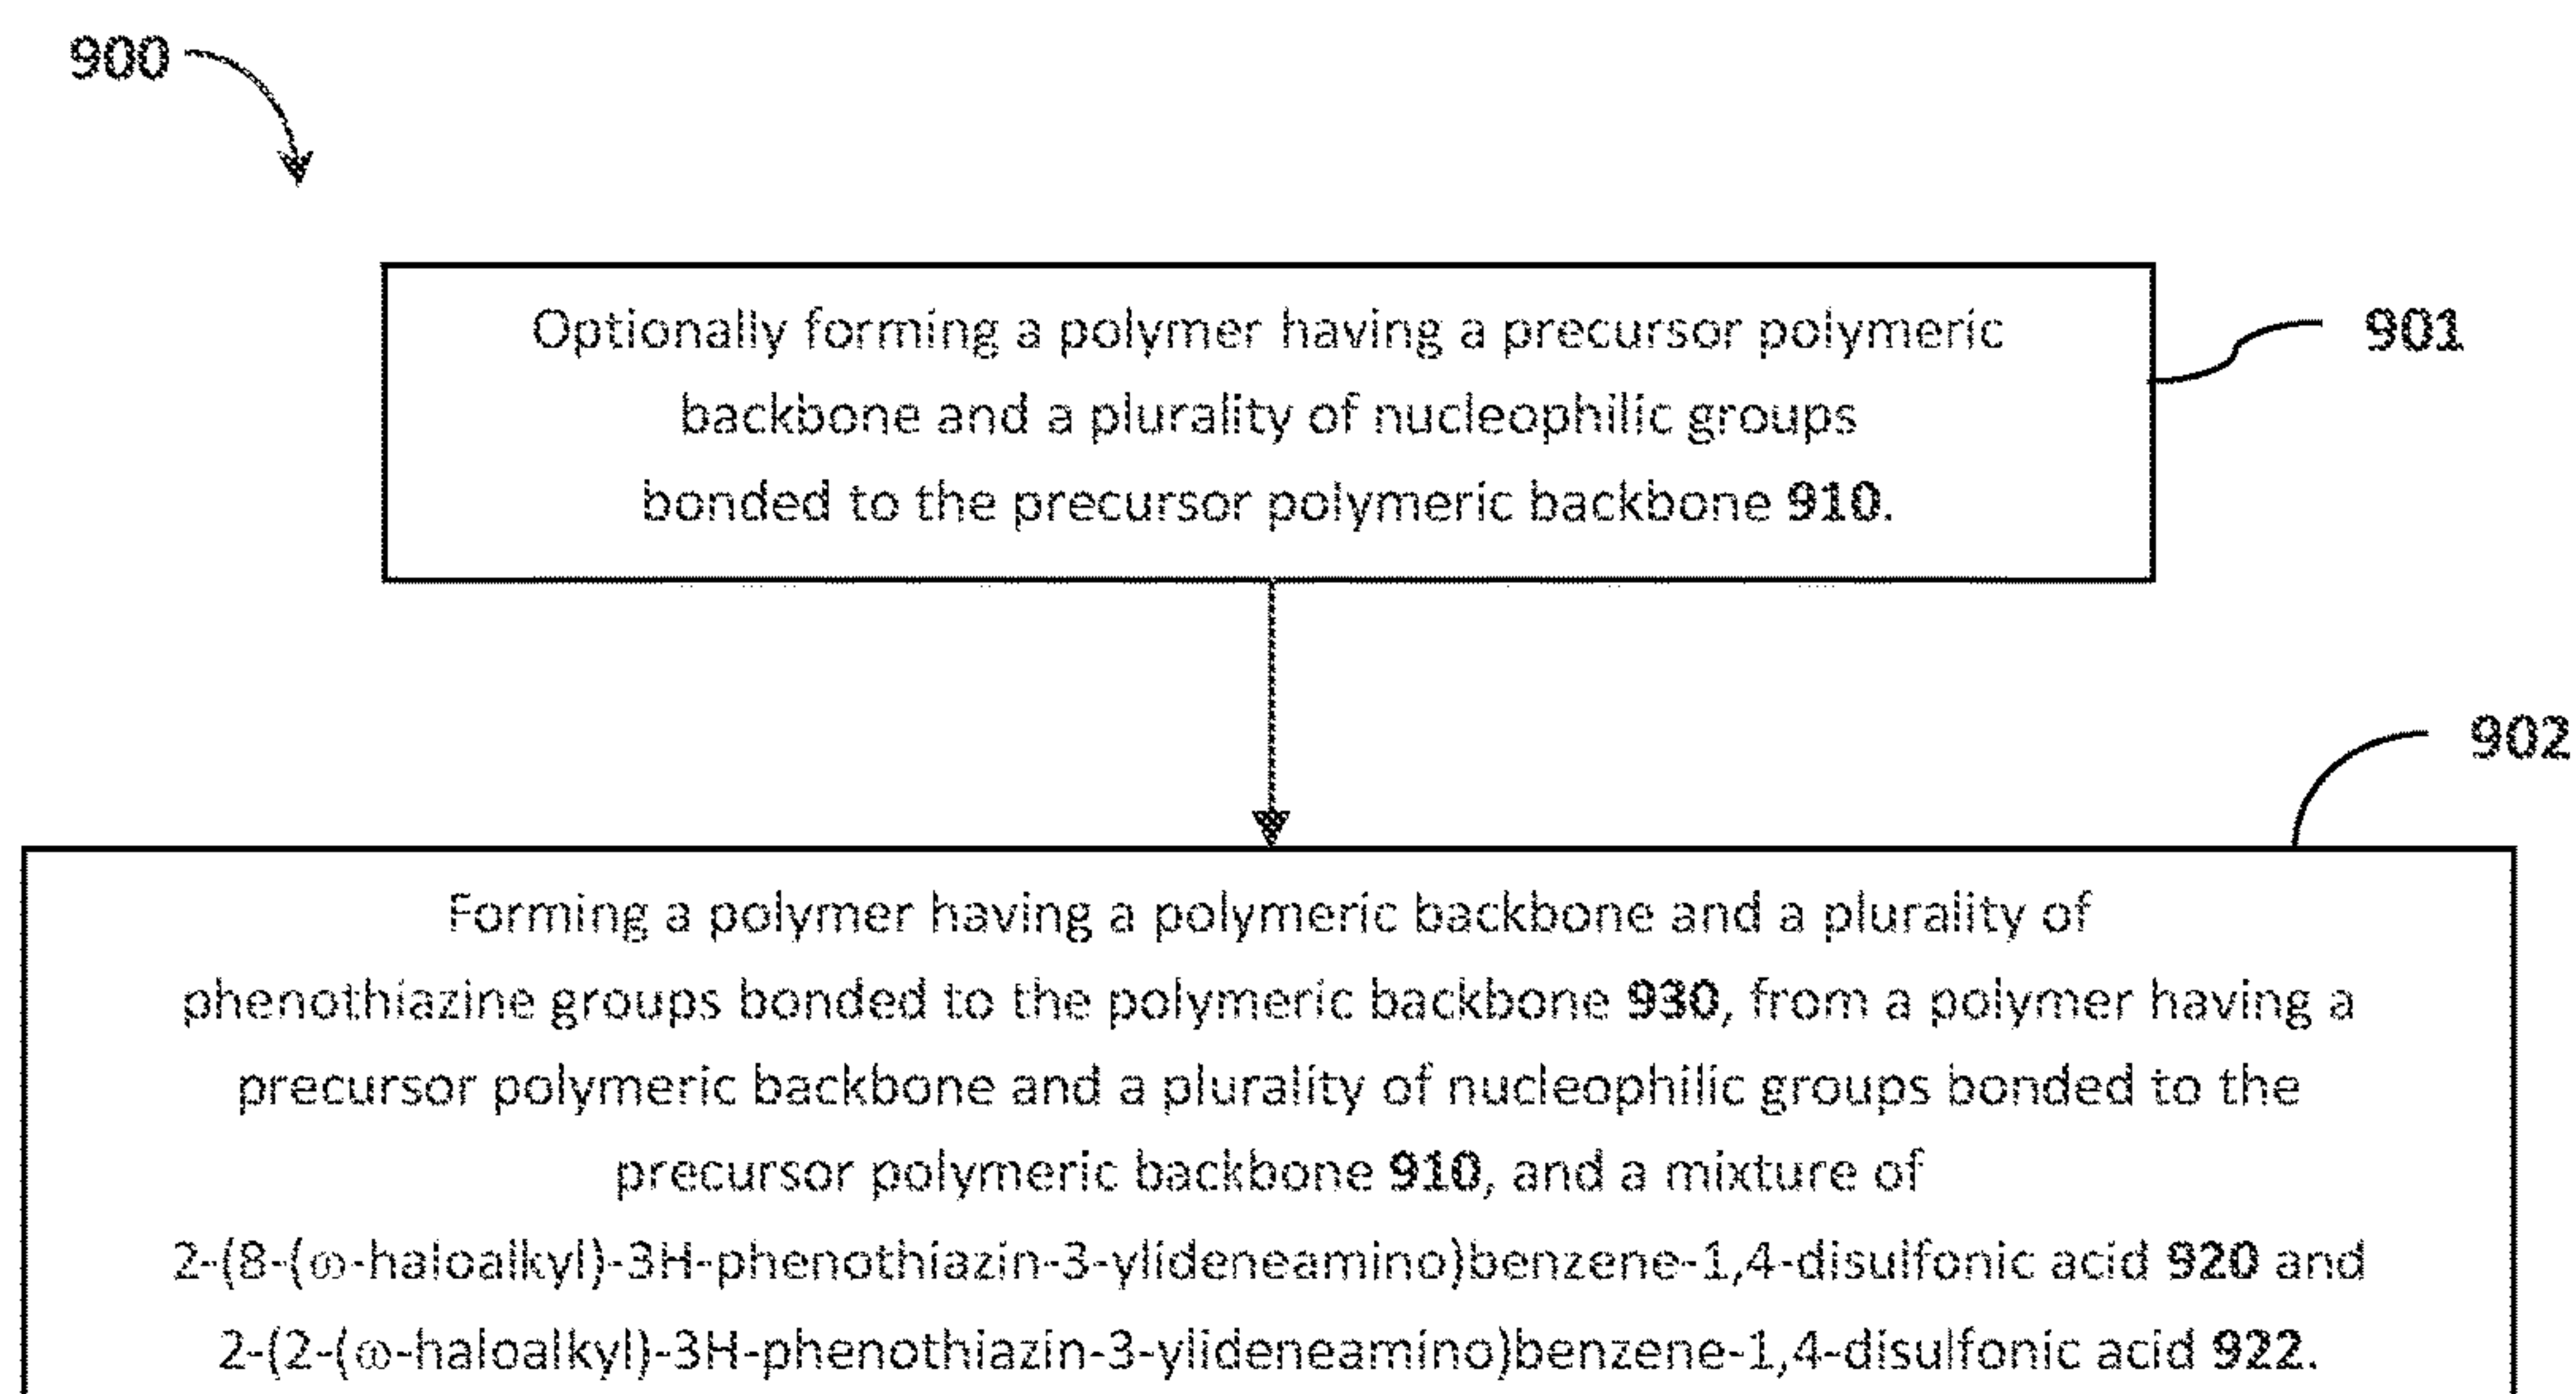 900
Optionally forming a polymer having a precursor polymeric
backbone and a plurality of nucleophilic groups
bonded to the precursor polymeric backbone 910.
901
902
Forming a polymer having a polymeric backbone and a plurality of
phenothiazine groups bonded to the polymeric backbone 930, from a polymer having a
precursor polymeric backbone and a plurality of nucleophilic groups bonded to the
precursor polymeric backbone 910, and a mixture of
2-(8-(ω-haloalkyl)-3H-phenothiazin-3-ylideneamino)benzene-1,4-disulfonic acid 920 and
2-(2-(ω-haloalkyl)-3H-phenothiazin-3-ylideneamino)benzene-1,4-disulfonic acid 922.